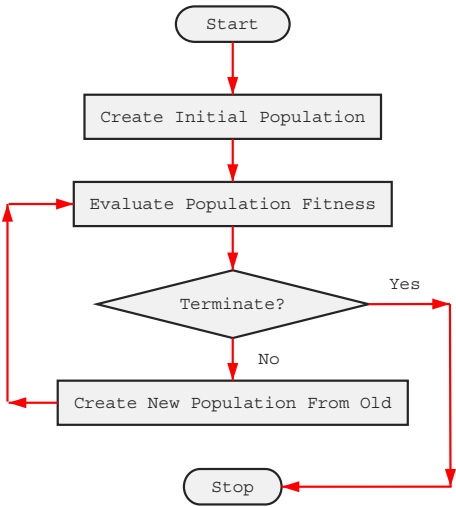 Start
Create Initial Population
Evaluate Population Fitness
Terminate?
Yes
No
Create New Population From Old
Stop